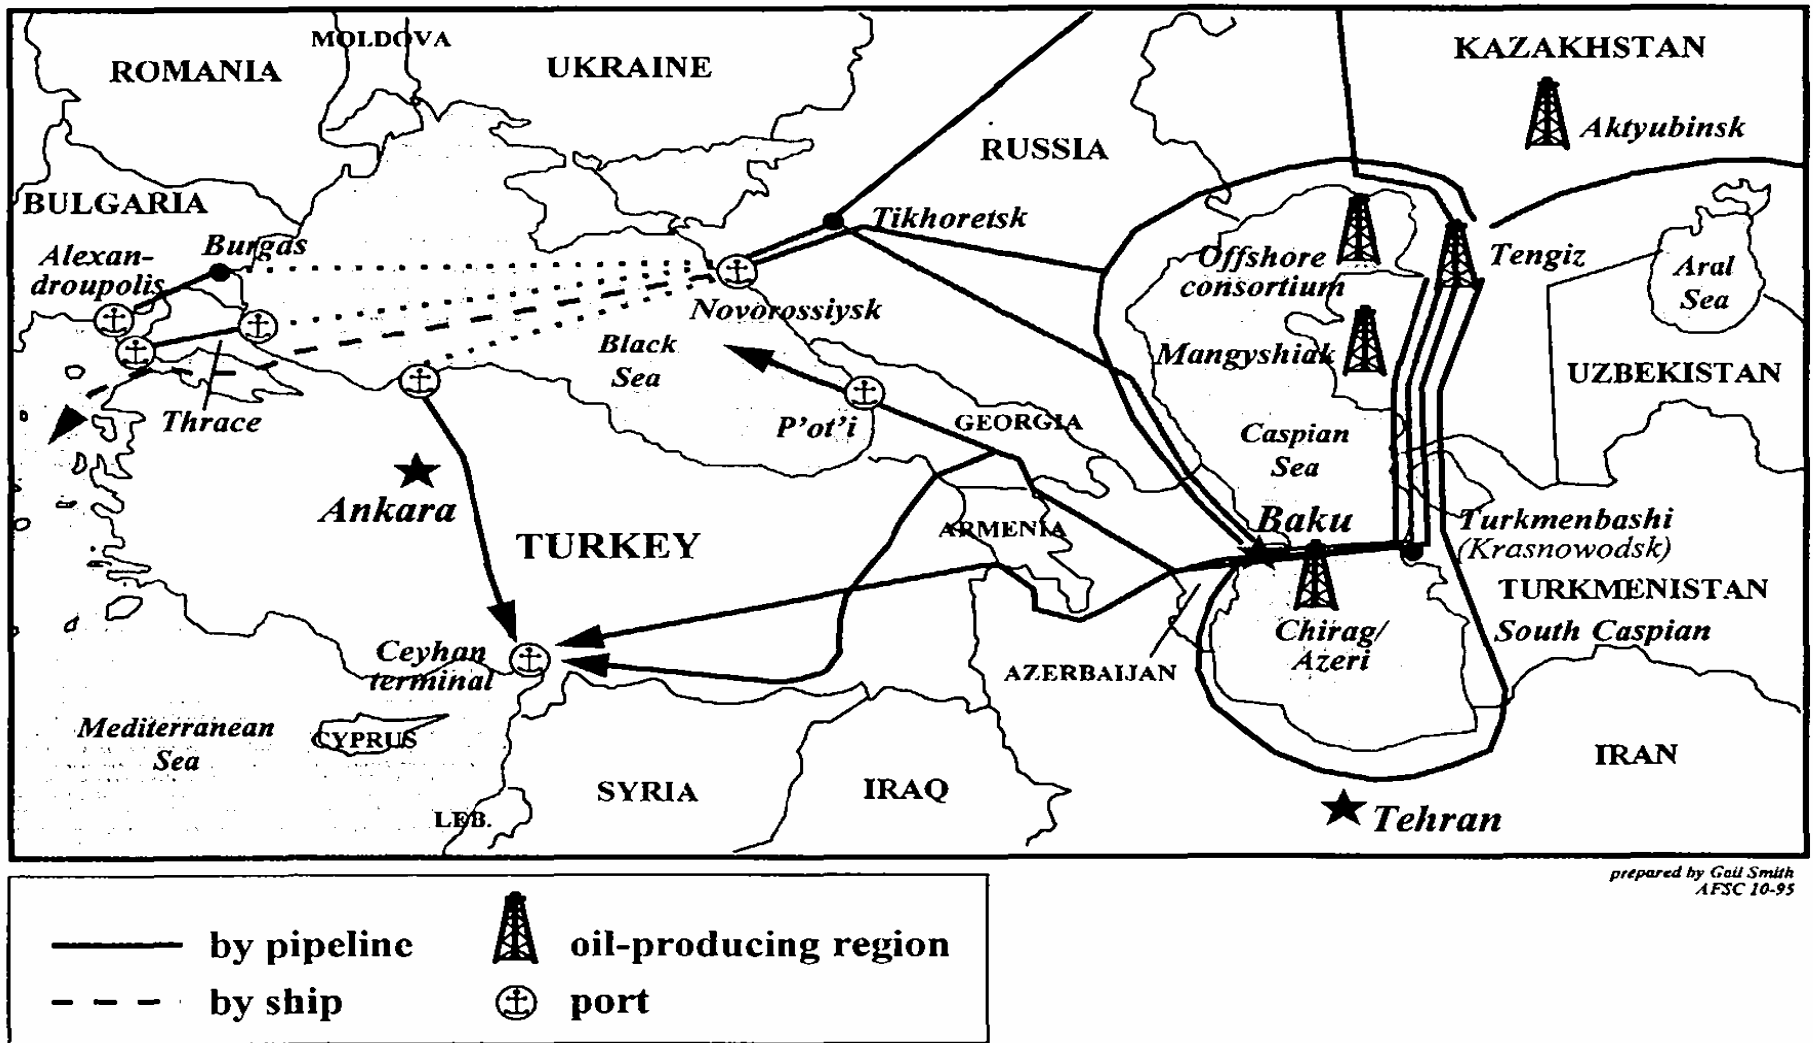 MOLDOVA
ROMANIA
UKRAINE
KAZAKHSTAN
Aktyubinsk
RUSSIA
BULGARIA
Burgas
Alexan-
droupolis
Tikhoretsk
Offshore
consortium
Tengiz
Aral
Sea
Novorossiysk
Black
Sea
Mangyshiak
UZBEKISTAN
Thrace
P'ot'i
GEORGIA
Caspian
Sea
Ankara
TURKEY
ARMENIA
Baku
Turkmenbashi
(Krasnowodsk)
TURKMENISTAN
South Caspian
Chirag/
Azeri
Ceyhan
terminal
AZERBAIJAN
Mediterranean
Sea
CYPRUS
SYRIA
IRAQ
IRAN
LEB.
Tehran
prepared by Gail Smith
AFSC 10-95
by pipeline
oil-producing region
by ship
port